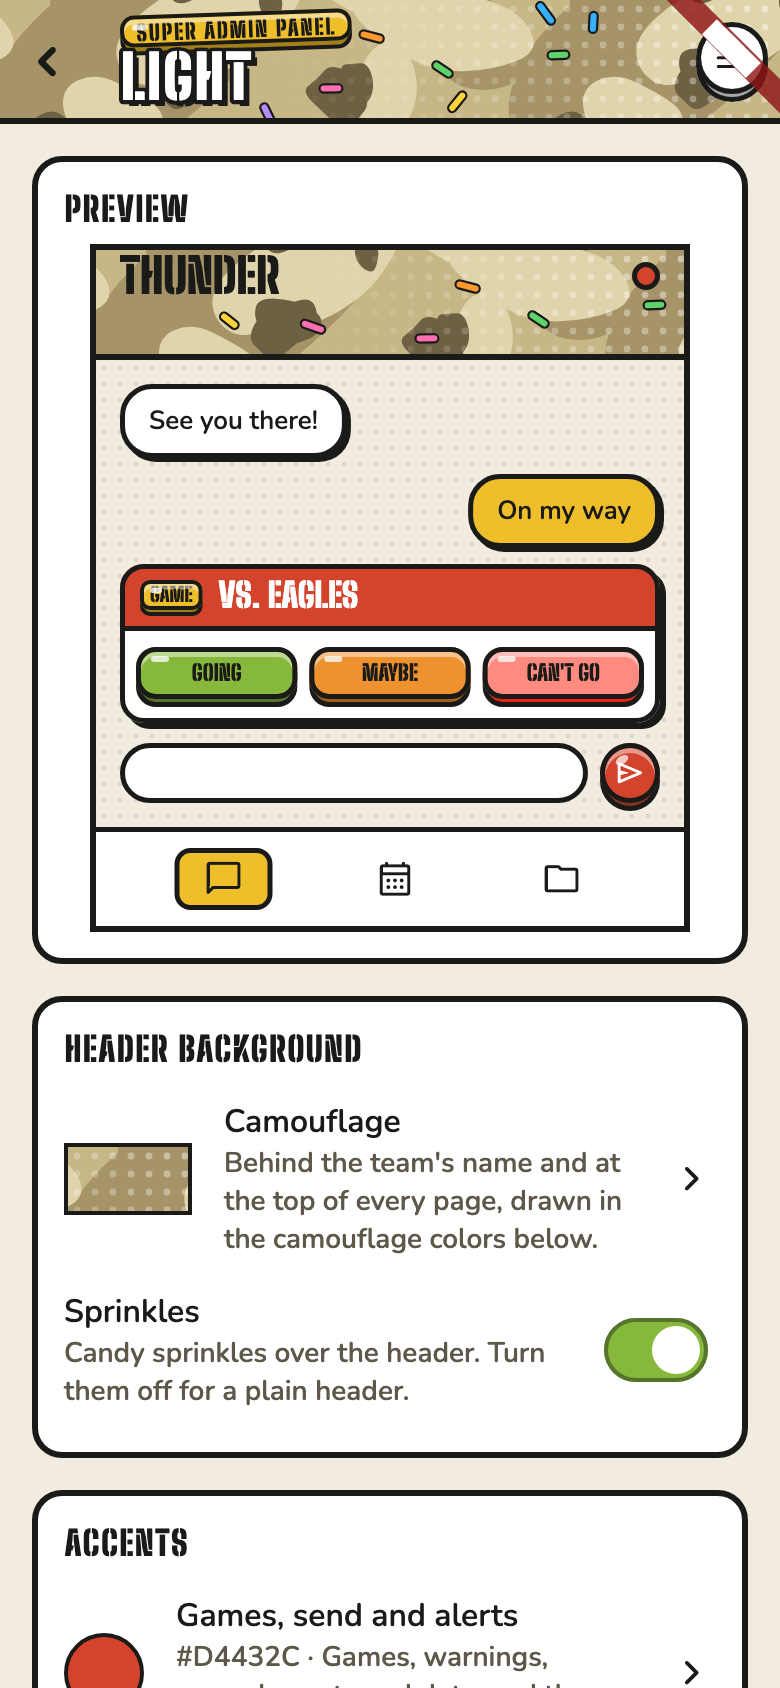 SUPER ADMIN PANEL
LIGHT
PREVIEW
THUNDER
See you there!
On my way
GAME
VS. EAGLES
GOING
MAYBE
CAN'T GO
HEADER BACKGROUND
Camouflage
Behind the team's name and at
the top of every page, drawn in
the camouflage colors below.
Sprinkles
Candy sprinkles over the header. Turn
them off for a plain header.
ACCENTS
Games, send and alerts
#D4432C · Games, warnings,